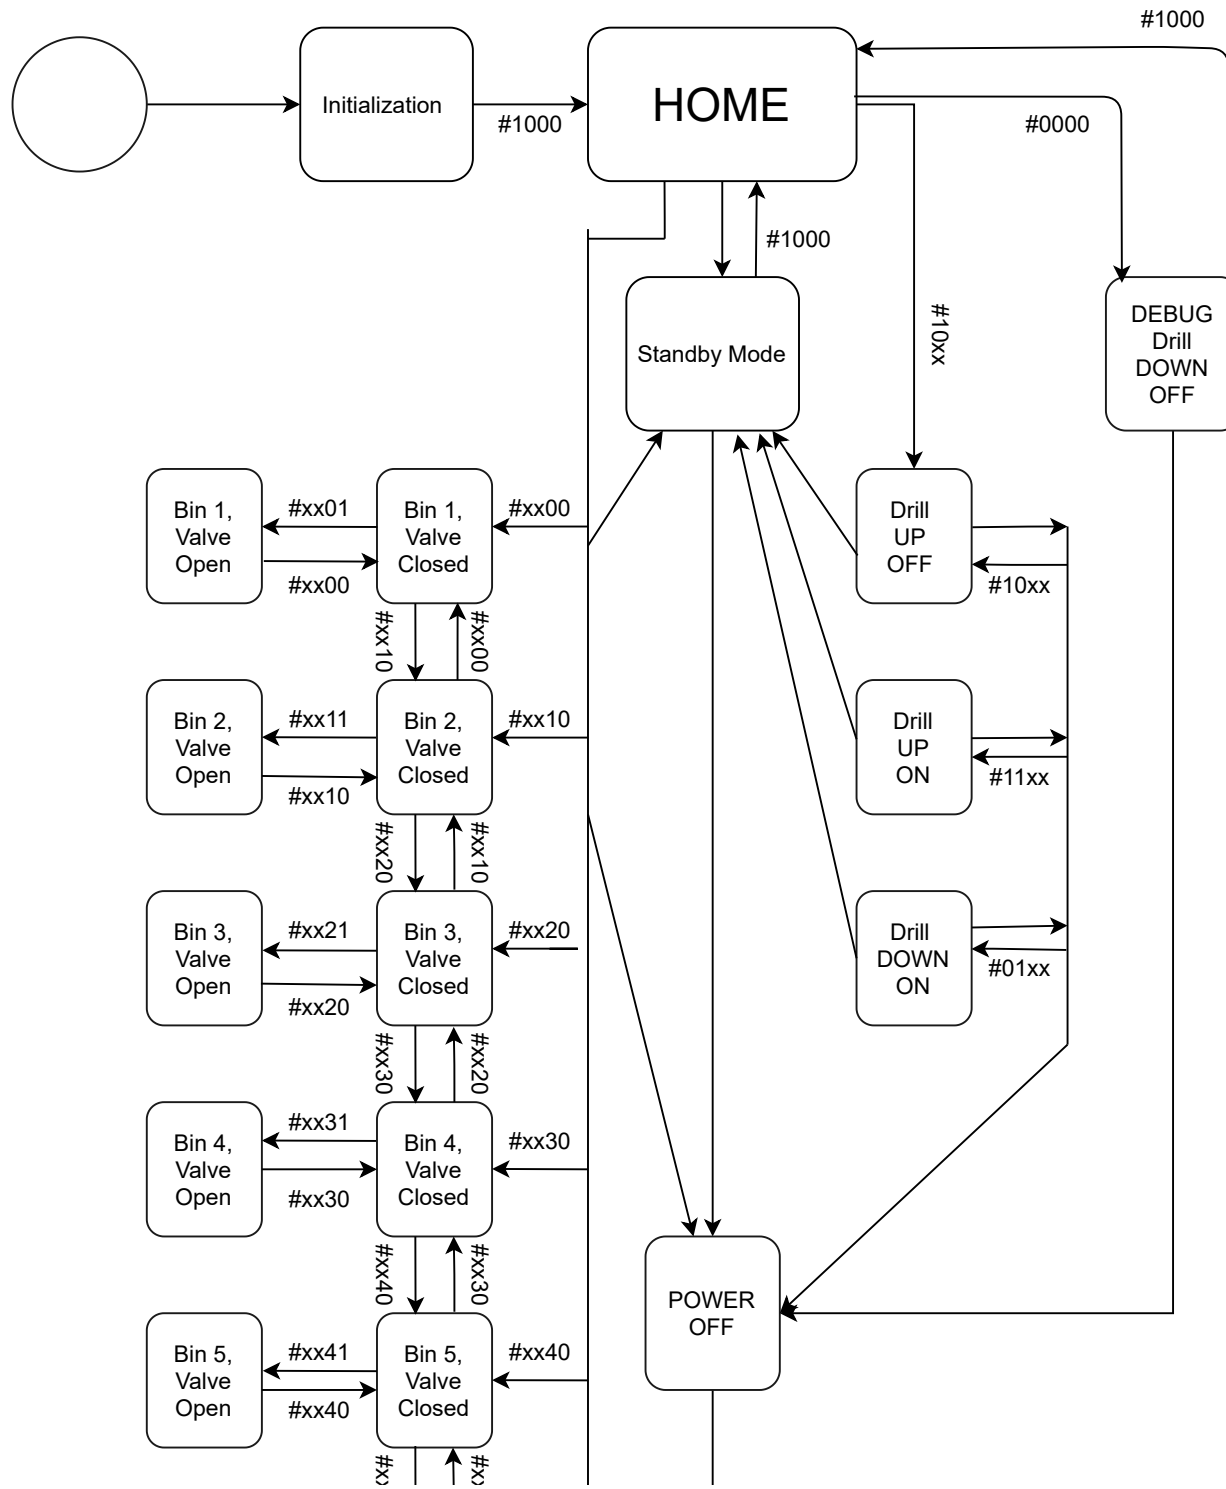 #1000
Initialization
#1000
HOME
#0000
#1000
#10xx
Standby Mode
DEBUG
Drill
DOWN
OFF
Bin 1,
Valve
Open
#xx01
#xx00
Bin 1,
Valve
Closed
#xx00
Drill
UP
OFF
#10xx
#xx10
#xx00
Bin 2,
Valve
Open
#xx11
#xx10
Bin 2,
Valve
Closed
#xx10
Drill
UP
ON
#11xx
#xx20
#xx10
Bin 3,
Valve
Open
#xx21
#xx20
Bin 3,
Valve
Closed
#xx20
Drill
DOWN
ON
#01xx
#xx30
#xx20
Bin 4,
Valve
Open
#xx31
#xx30
Bin 4,
Valve
Closed
#xx30
#xx40
#xx30
POWER
OFF
Bin 5,
Valve
Open
#xx41
#xx40
Bin 5,
Valve
Closed
#xx40